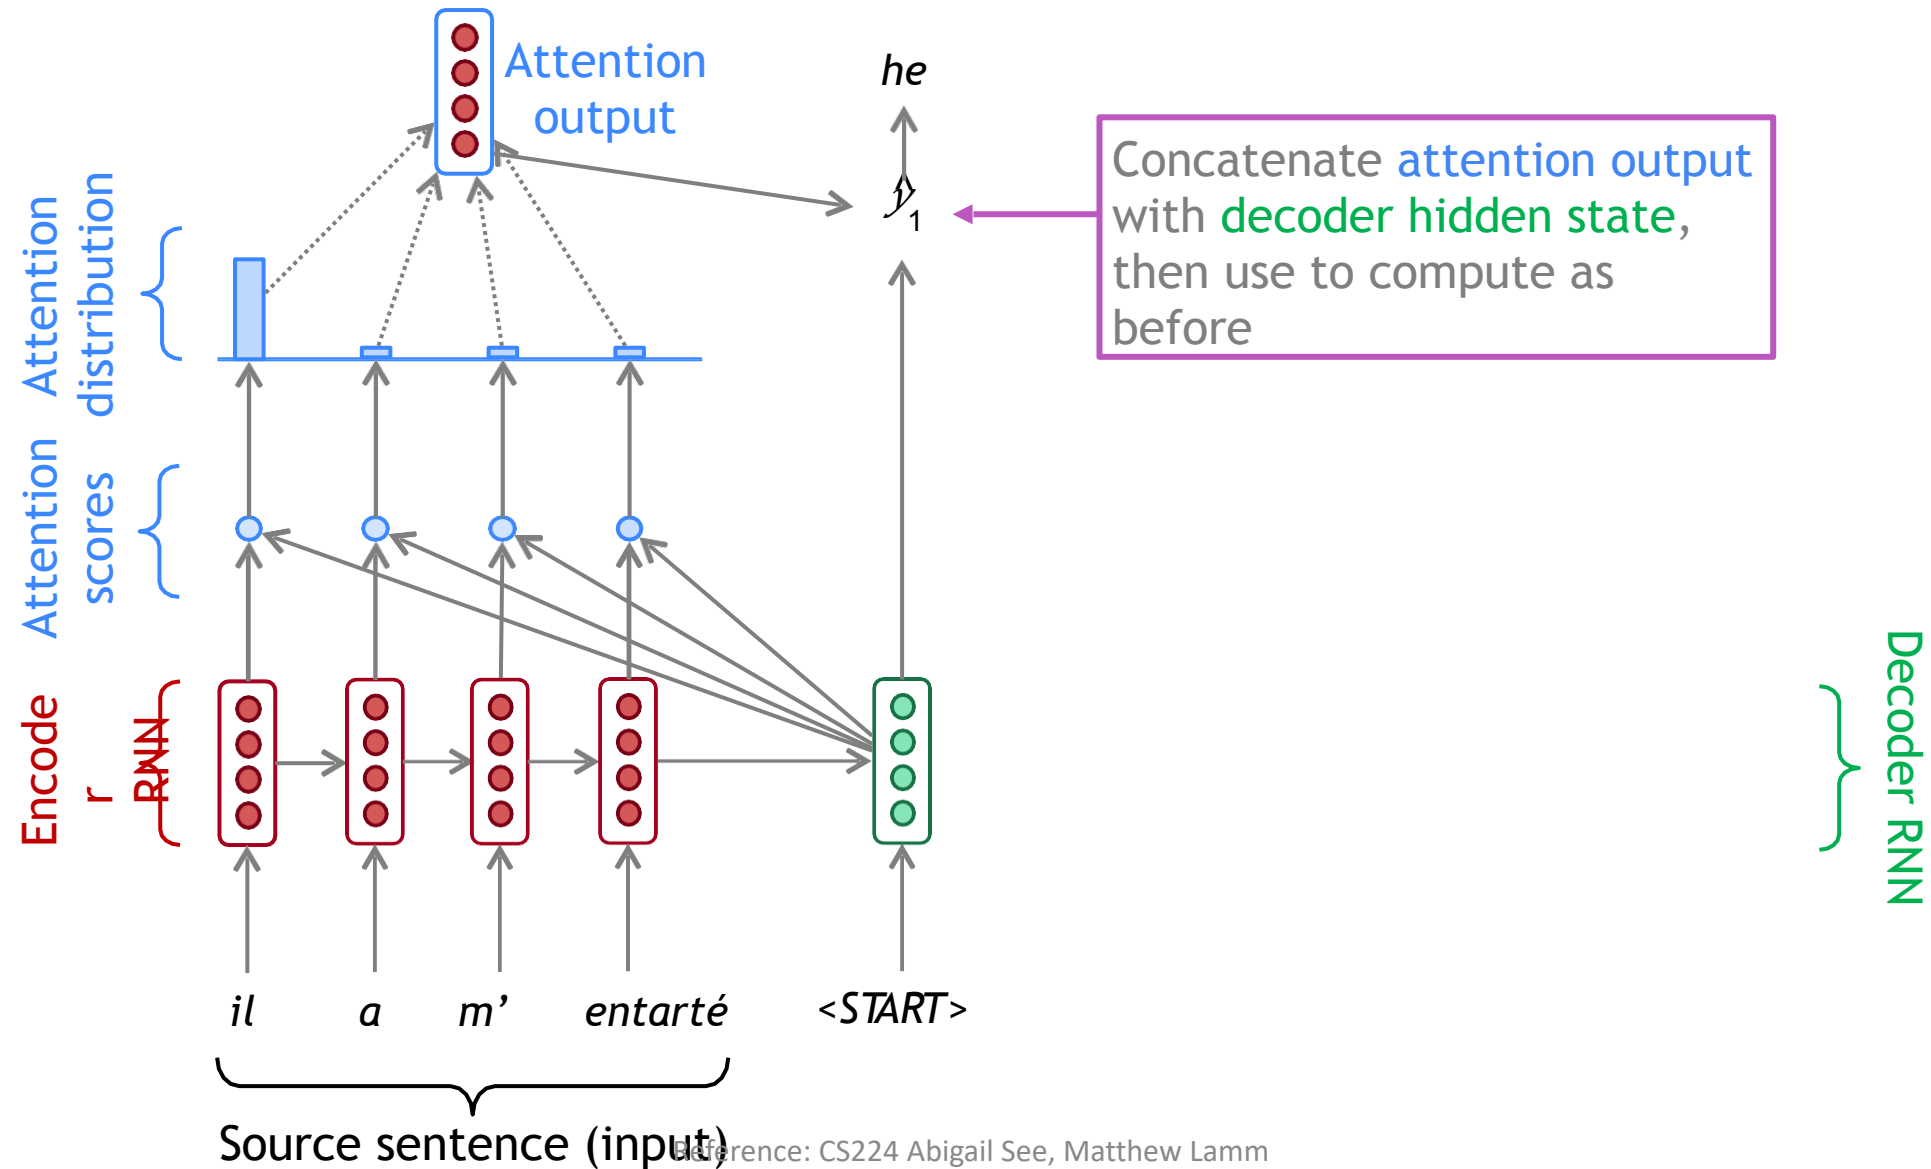 Attention
output
he
ŷ1
Concatenate attention output
with decoder hidden state,
then use to compute as
before
Attention
distribution
Attention
scores
Encode
r
RNN
Decoder RNN
il a m’ entarté <START>
Source sentence (input)
Reference: CS224 Abigail See, Matthew Lamm